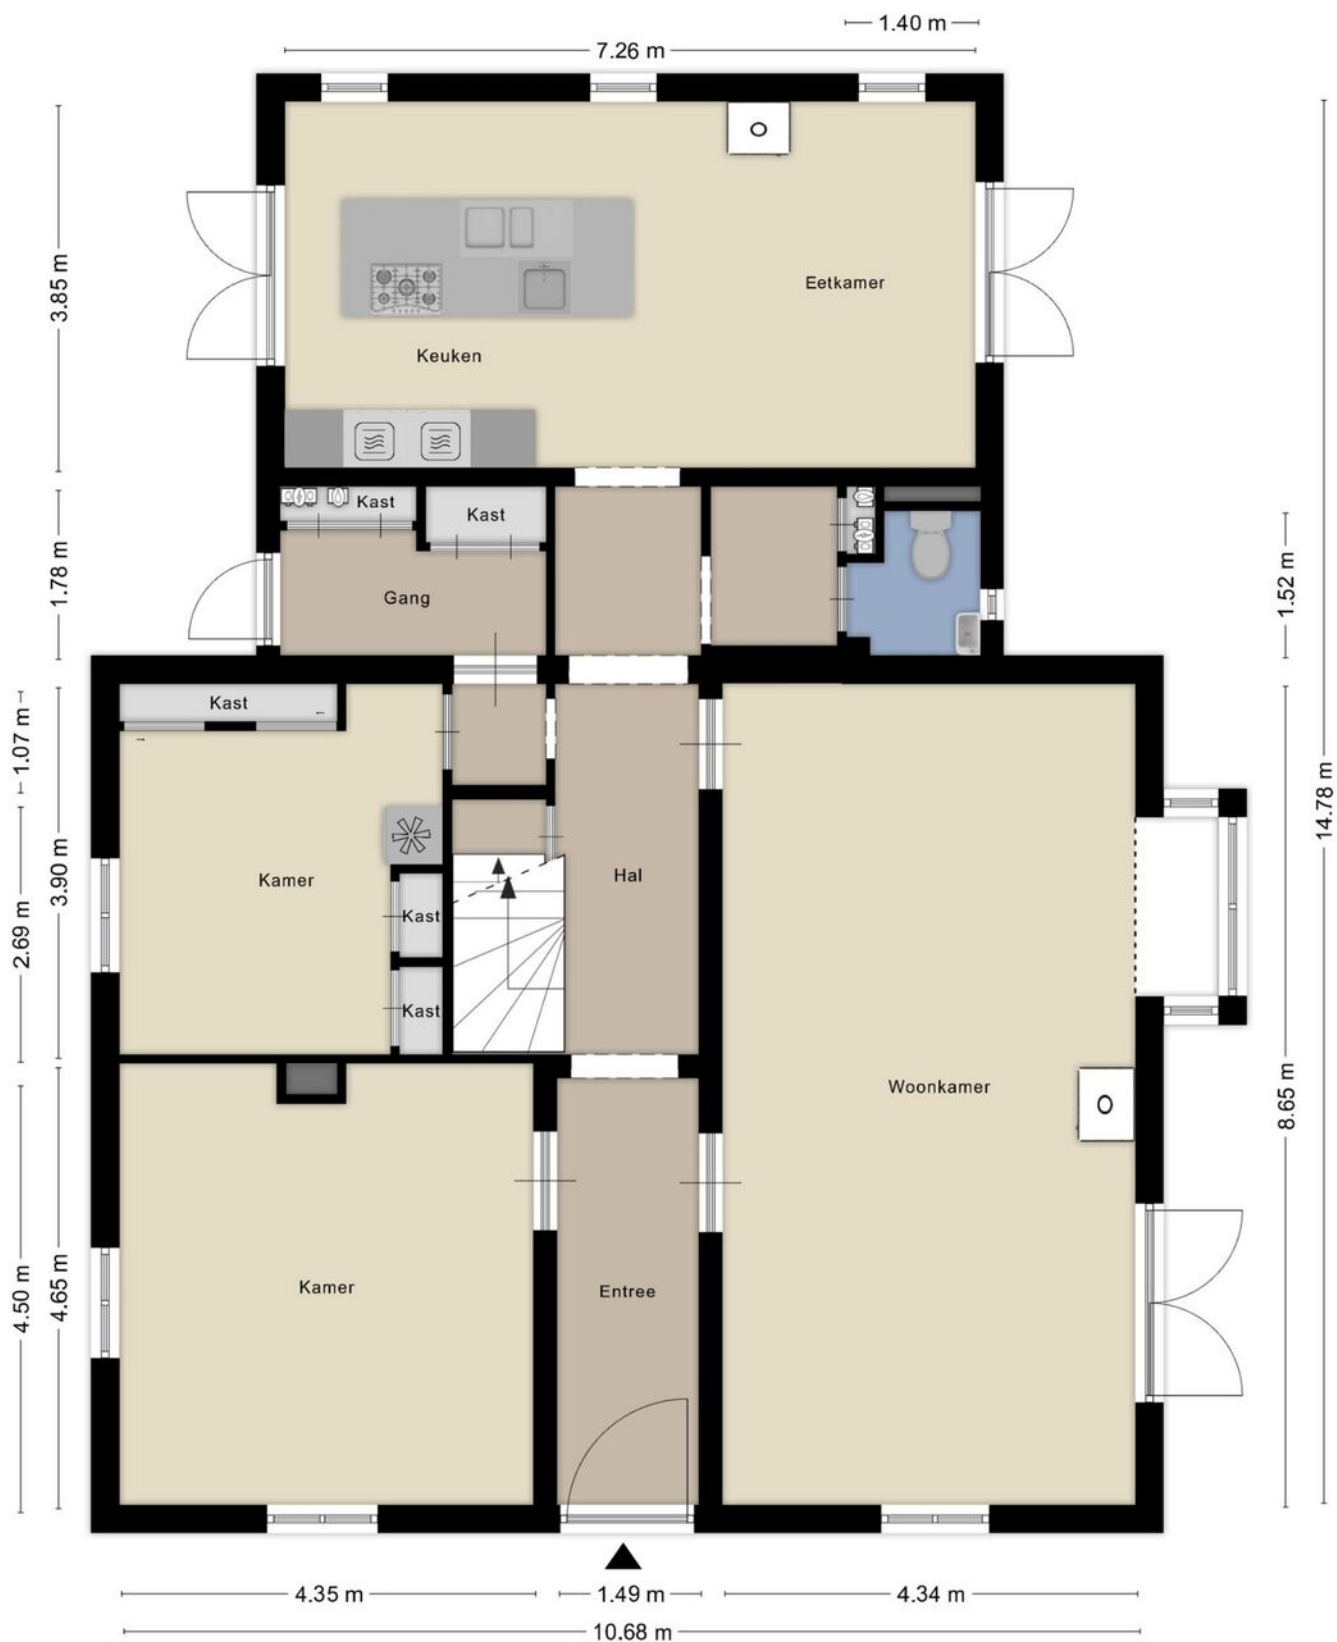 1.40 m
7.26 m
3.85 m
Eetkamer
Keuken
Kast
Kast
1.78 m
Gang
1.52 m
Kast
1.07 m
14.78 m
3.90 m
Hal
Kamer
Kast
2.69 m
Kast
Woonkamer
8.65 m
Kamer
Entree
4.65 m
4.50 m
4.35 m
1.49 m
4.34 m
10.68 m